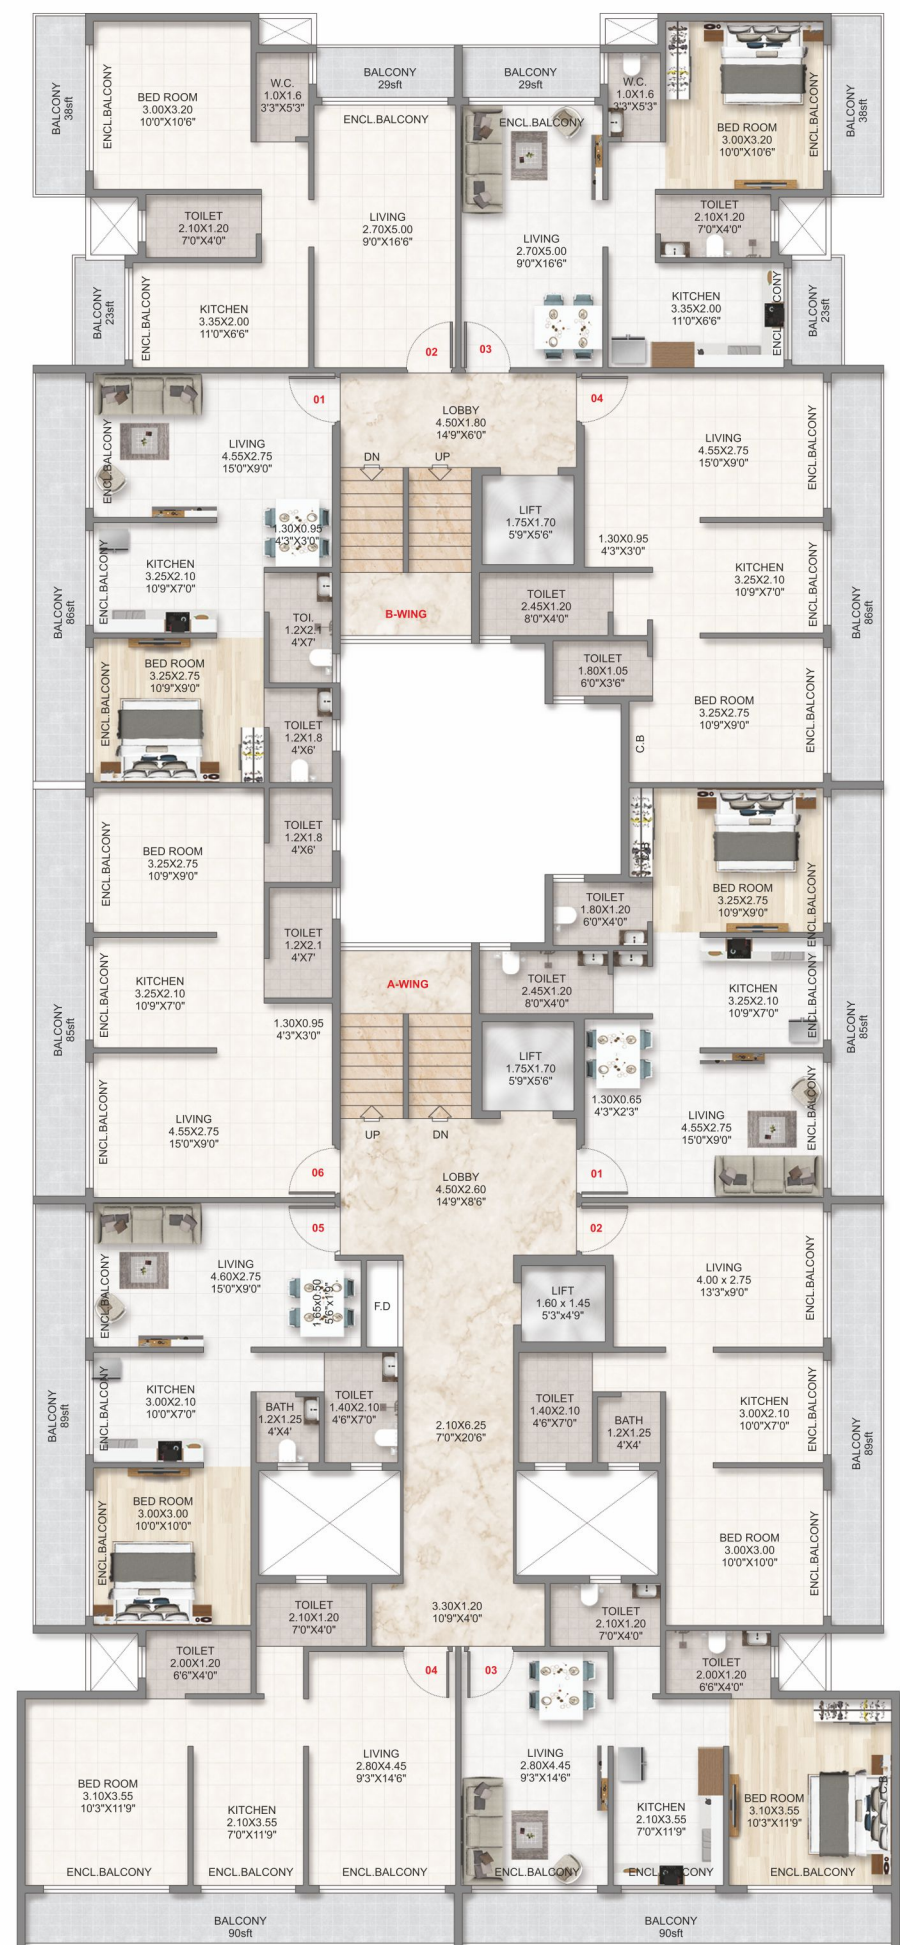 BALCONY
38sft
ENCL.BALCONY
BED ROOM
3.00X3.20
10'0"X10'6"
W.C.
1.0X1.6
3'3"X5'3"
BALCONY
29sft
ENCL.BALCONY
BALCONY
29sft
ENCL.BALCONY
W.C.
1.0X1.6
3'3"X5'3"
BED ROOM
3.00X3.20
10'0"X10'6"
ENCL.BALCONY
BALCONY
38sft
TOILET
2.10X1.20
7'0"X4'0"
LIVING
2.70X5.00
9'0"X16'6"
LIVING
2.70X5.00
9'0"X16'6"
TOILET
2.10X1.20
7'0"X4'0"
BALCONY
23sft
ENCL.BALCONY
KITCHEN
3.35X2.00
11'0"X6'6"
KITCHEN
3.35X2.00
11'0"X6'6"
ENCL.BALCONY
BALCONY
23sft
02
03
01
04
LOBBY
4.50X1.80
14'9"X6'0"
DN
UP
ENCL.BALCONY
LIVING
4.55X2.75
15'0"X9'0"
LIVING
4.55X2.75
15'0"X9'0"
ENCL.BALCONY
1.30X0.95
4'3"X3'0"
LIFT
1.75X1.70
5'9"X5'6"
1.30X0.95
4'3"X3'0"
BALCONY
86sft
ENCL.BALCONY
KITCHEN
3.25X2.10
10'9"X7'0"
KITCHEN
3.25X2.10
10'9"X7'0"
ENCL.BALCONY
BALCONY
86sft
TOI.
1.2X2.1
4'X7'
B-WING
TOILET
2.45X1.20
8'0"X4'0"
TOILET
1.80X1.05
6'0"X3'6"
ENCL.BALCONY
BED ROOM
3.25X2.75
10'9"X9'0"
TOILET
1.2X1.8
4'X6'
C.B
BED ROOM
3.25X2.75
10'9"X9'0"
ENCL.BALCONY
ENCL.BALCONY
BED ROOM
3.25X2.75
10'9"X9'0"
TOILET
1.2X1.8
4'X6'
TOILET
1.80X1.20
6'0"X4'0"
BED ROOM
3.25X2.75
10'9"X9'0"
ENCL.BALCONY
TOILET
1.2X2.1
4'X7'
A-WING
TOILET
2.45X1.20
8'0"X4'0"
BALCONY
85sft
ENCL.BALCONY
KITCHEN
3.25X2.10
10'9"X7'0"
KITCHEN
3.25X2.10
10'9"X7'0"
ENCL.BALCONY
BALCONY
85sft
1.30X0.95
4'3"X3'0"
LIFT
1.75X1.70
5'9"X5'6"
1.30X0.65
4'3"X2'3"
ENCL.BALCONY
LIVING
4.55X2.75
15'0"X9'0"
UP
DN
LIVING
4.55X2.75
15'0"X9'0"
ENCL.BALCONY
06
LOBBY
4.50X2.60
14'9"X8'6"
01
05
02
ENCL.BALCONY
LIVING
4.60X2.75
15'0"X9'0"
1.65x0.50
5'6"x1'9"
F.D
LIFT
1.60 x 1.45
5'3"x4'9"
LIVING
4.00 x 2.75
13'3"x9'0"
ENCL.BALCONY
BALCONY
89sft
ENCL.BALCONY
KITCHEN
3.00X2.10
10'0"X7'0"
BATH
1.2X1.25
4'X4'
TOILET
1.40X2.10
4'6"X7'0"
2.10X6.25
7'0"X20'6"
TOILET
1.40X2.10
4'6"X7'0"
BATH
1.2X1.25
4'X4'
KITCHEN
3.00X2.10
10'0"X7'0"
ENCL.BALCONY
BALCONY
89sft
ENCL.BALCONY
BED ROOM
3.00X3.00
10'0"X10'0"
BED ROOM
3.00X3.00
10'0"X10'0"
ENCL.BALCONY
TOILET
2.10X1.20
7'0"X4'0"
3.30X1.20
10'9"X4'0"
TOILET
2.10X1.20
7'0"X4'0"
TOILET
2.00X1.20
6'6"X4'0"
04
03
TOILET
2.00X1.20
6'6"X4'0"
BED ROOM
3.10X3.55
10'3"X11'9"
KITCHEN
2.10X3.55
7'0"X11'9"
LIVING
2.80X4.45
9'3"X14'6"
LIVING
2.80X4.45
9'3"X14'6"
KITCHEN
2.10X3.55
7'0"X11'9"
BED ROOM
3.10X3.55
10'3"X11'9"
C.B
ENCL.BALCONY
ENCL.BALCONY
ENCL.BALCONY
ENCL.BALCONY
ENCL.BALCONY
ENCL.BALCONY
BALCONY
90sft
BALCONY
90sft